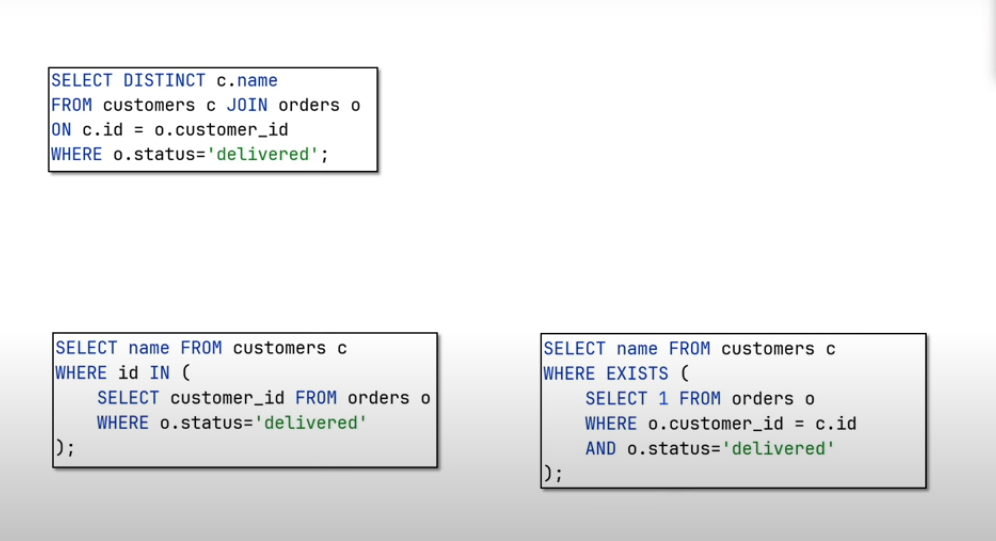 SELECT DISTINCT c.name
FROM customers c JOIN orders o
ON c.id = o.customer_id
WHERE o.status='delivered';
SELECT name FROM customers c
WHERE id IN (
    SELECT customer_id FROM orders o
    WHERE o.status='delivered'
);
SELECT name FROM customers c
WHERE EXISTS (
    SELECT 1 FROM orders o
    WHERE o.customer_id = c.id
    AND o.status='delivered'
);